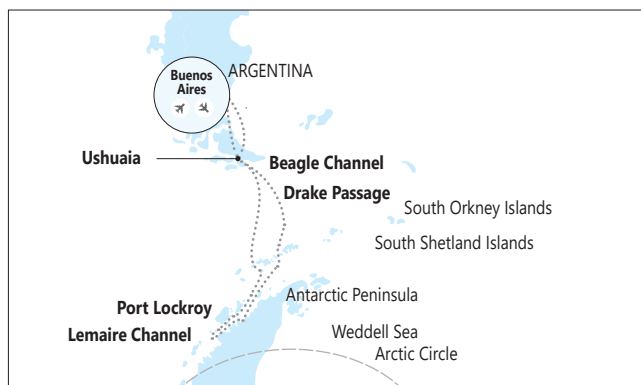 Buenos
Aires
ARGENTINA
Ushuaia
Beagle Channel
Drake Passage
South Orkney Islands
South Shetland Islands
Antarctic Peninsula
Port Lockroy
Lemaire Channel
Weddell Sea
Arctic Circle